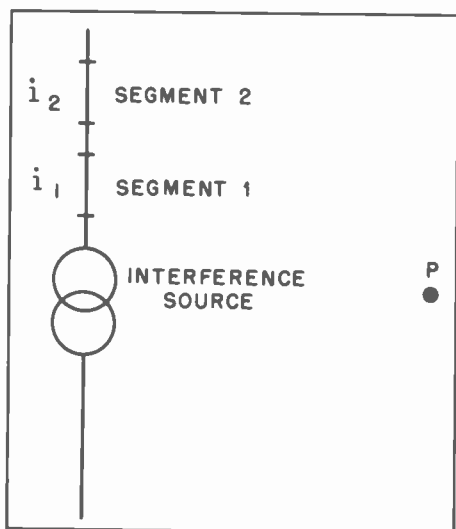 i2 SEGMENT 2
i1 SEGMENT 1
INTERFERENCE
SOURCE
P